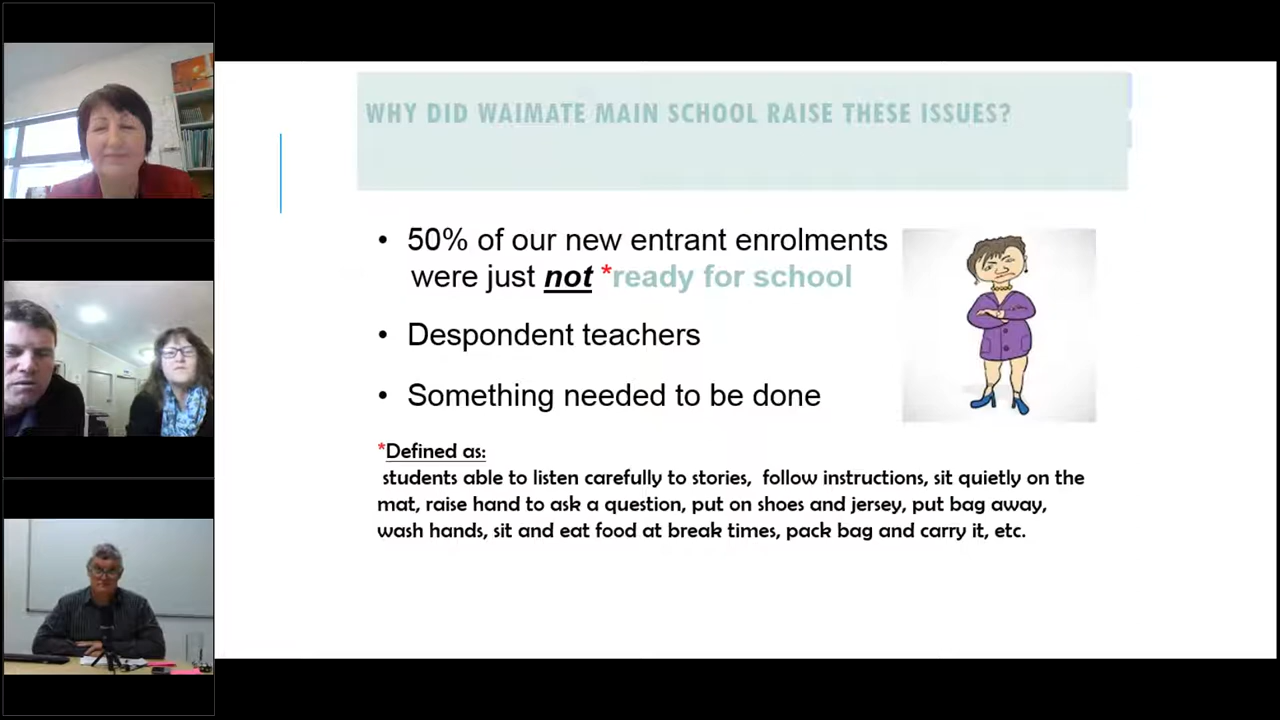 WHY DID WAIMATE MAIN SCHOOL RAISE THESE ISSUES?
• 50% of our new entrant enrolments
were just not *ready for school
• Despondent teachers
• Something needed to be done
*Defined as:
students able to listen carefully to stories, follow instructions, sit quietly on the
mat, raise hand to ask a question, put on shoes and jersey, put bag away,
wash hands, sit and eat food at break times, pack bag and carry it, etc.